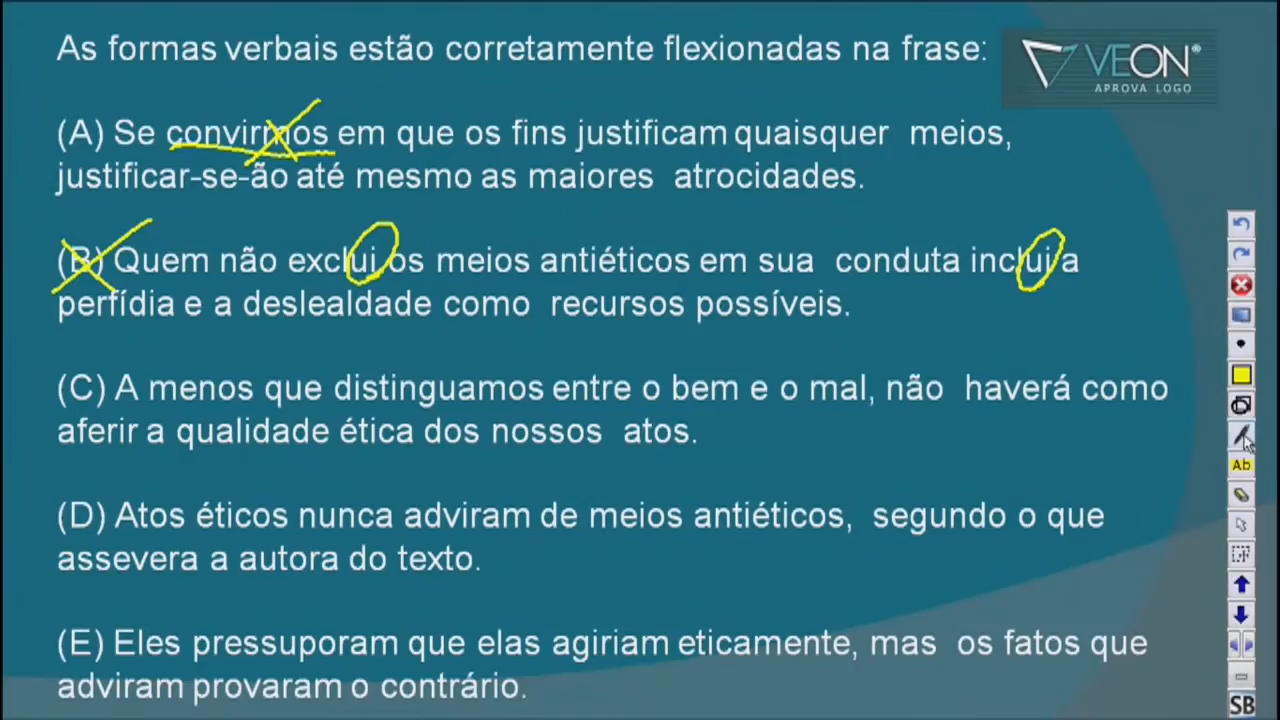 As formas verbais estão corretamente flexionadas na frase:
VEON®
APROVA LOGO
(A) Se convirmos em que os fins justificam quaisquer meios,
justificar-se-ão até mesmo as maiores atrocidades.
(B) Quem não exclui os meios antiéticos em sua conduta inclui a
perfídia e a deslealdade como recursos possíveis.
(C) A menos que distinguamos entre o bem e o mal, não haverá como
aferir a qualidade ética dos nossos atos.
(D) Atos éticos nunca adviram de meios antiéticos, segundo o que
assevera a autora do texto.
(E) Eles pressuporam que elas agiriam eticamente, mas os fatos que
adviram provaram o contrário.
Ab
SB